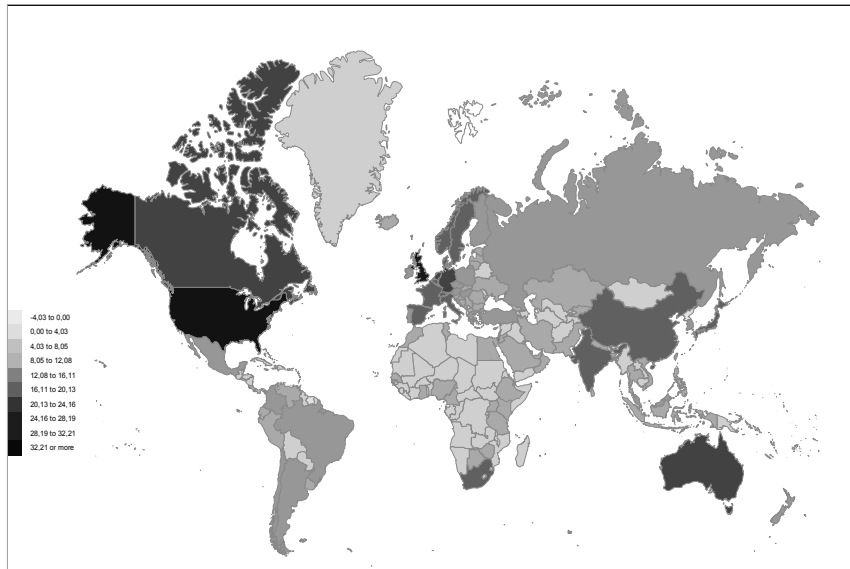 -4,03 to 0,00
0,00 to 4,03
4,03 to 8,05
8,05 to 12,08
12,08 to 16,11
16,11 to 20,13
20,13 to 24,16
24,16 to 28,19
28,19 to 32,21
32,21 or more